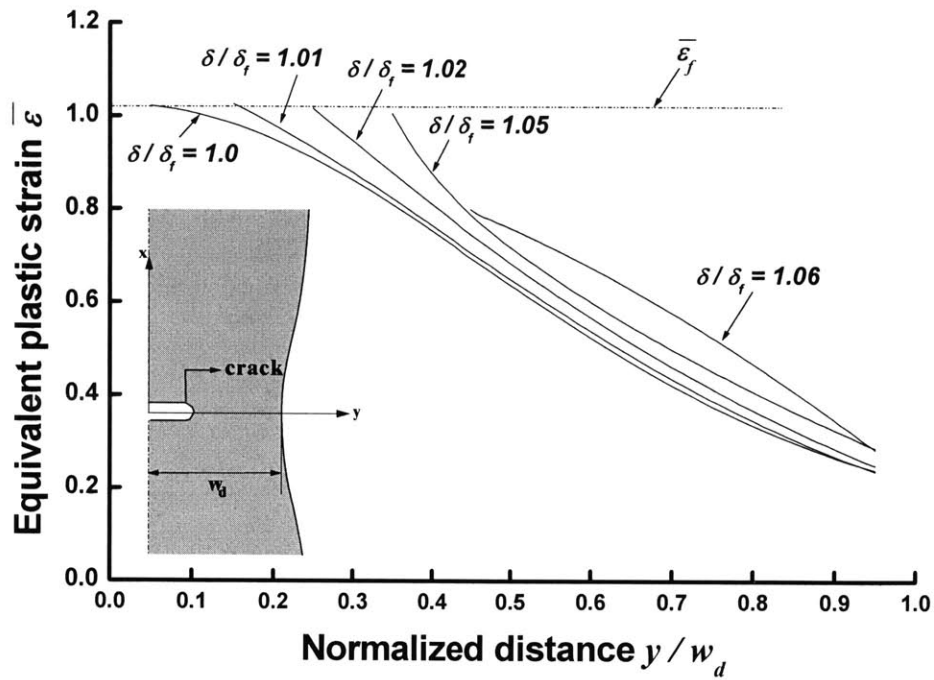 1.2
1.0
0.8
0.6
0.4
0.2
0.0
Equivalent plastic strain ε̅
δ / δf = 1.01
δ / δf = 1.02
ε̅f
δ / δf = 1.05
δ / δf = 1.0
δ / δf = 1.06
x
crack
y
wd
0.0 0.1 0.2 0.3 0.4 0.5 0.6 0.7 0.8 0.9 1.0
Normalized distance y / wd